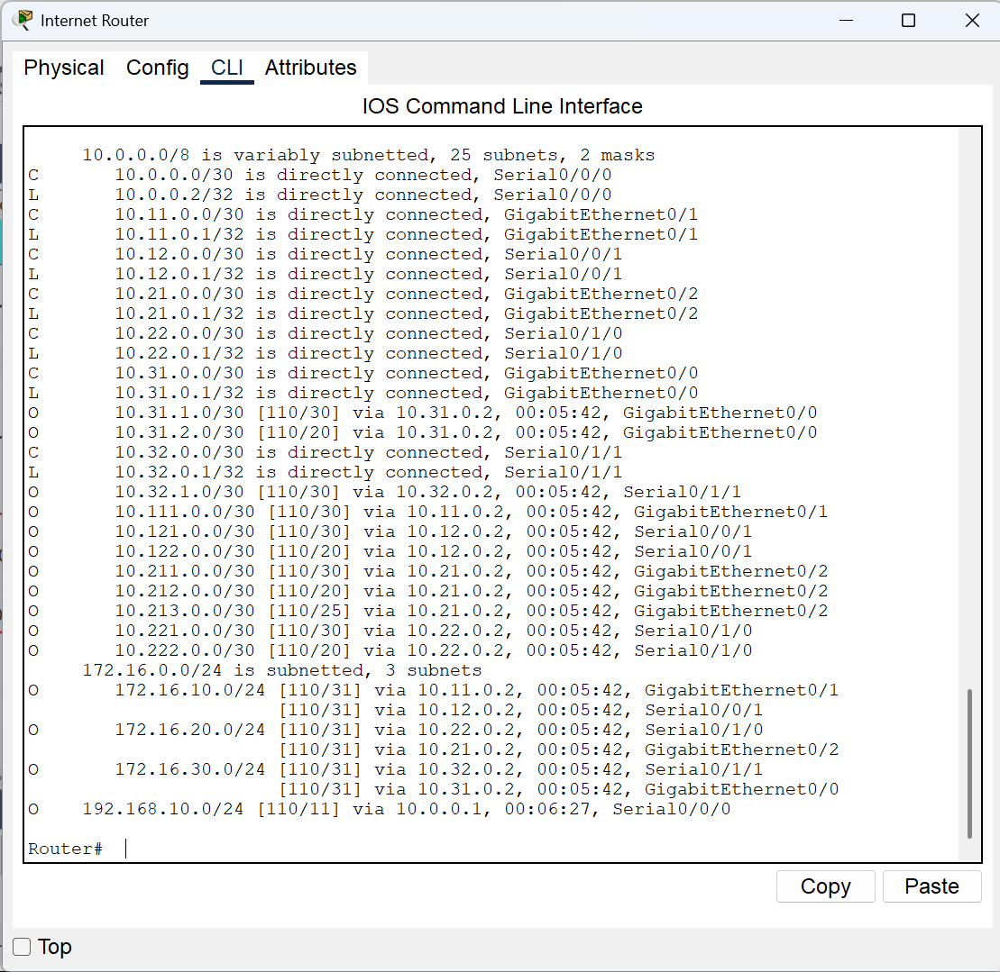 Internet Router
Physical Config CLI Attributes
IOS Command Line Interface
10.0.0.0/8 is variably subnetted, 25 subnets, 2 masks
C 10.0.0.0/30 is directly connected, Serial0/0/0
L 10.0.0.2/32 is directly connected, Serial0/0/0
C 10.11.0.0/30 is directly connected, GigabitEthernet0/1
L 10.11.0.1/32 is directly connected, GigabitEthernet0/1
C 10.12.0.0/30 is directly connected, Serial0/0/1
L 10.12.0.1/32 is directly connected, Serial0/0/1
C 10.21.0.0/30 is directly connected, GigabitEthernet0/2
L 10.21.0.1/32 is directly connected, GigabitEthernet0/2
C 10.22.0.0/30 is directly connected, Serial0/1/0
L 10.22.0.1/32 is directly connected, Serial0/1/0
C 10.31.0.0/30 is directly connected, GigabitEthernet0/0
L 10.31.0.1/32 is directly connected, GigabitEthernet0/0
O 10.31.1.0/30 [110/30] via 10.31.0.2, 00:05:42, GigabitEthernet0/0
O 10.31.2.0/30 [110/20] via 10.31.0.2, 00:05:42, GigabitEthernet0/0
C 10.32.0.0/30 is directly connected, Serial0/1/1
L 10.32.0.1/32 is directly connected, Serial0/1/1
O 10.32.1.0/30 [110/30] via 10.32.0.2, 00:05:42, Serial0/1/1
O 10.111.0.0/30 [110/30] via 10.11.0.2, 00:05:42, GigabitEthernet0/1
O 10.121.0.0/30 [110/30] via 10.12.0.2, 00:05:42, Serial0/0/1
O 10.122.0.0/30 [110/20] via 10.12.0.2, 00:05:42, Serial0/0/1
O 10.211.0.0/30 [110/30] via 10.21.0.2, 00:05:42, GigabitEthernet0/2
O 10.212.0.0/30 [110/20] via 10.21.0.2, 00:05:42, GigabitEthernet0/2
O 10.213.0.0/30 [110/25] via 10.21.0.2, 00:05:42, GigabitEthernet0/2
O 10.221.0.0/30 [110/30] via 10.22.0.2, 00:05:42, Serial0/1/0
O 10.222.0.0/30 [110/20] via 10.22.0.2, 00:05:42, Serial0/1/0
172.16.0.0/24 is subnetted, 3 subnets
O 172.16.10.0/24 [110/31] via 10.11.0.2, 00:05:42, GigabitEthernet0/1
[110/31] via 10.12.0.2, 00:05:42, Serial0/0/1
O 172.16.20.0/24 [110/31] via 10.22.0.2, 00:05:42, Serial0/1/0
[110/31] via 10.21.0.2, 00:05:42, GigabitEthernet0/2
O 172.16.30.0/24 [110/31] via 10.32.0.2, 00:05:42, Serial0/1/1
[110/31] via 10.31.0.2, 00:05:42, GigabitEthernet0/0
O 192.168.10.0/24 [110/11] via 10.0.0.1, 00:06:27, Serial0/0/0
Router#
Copy Paste
Top